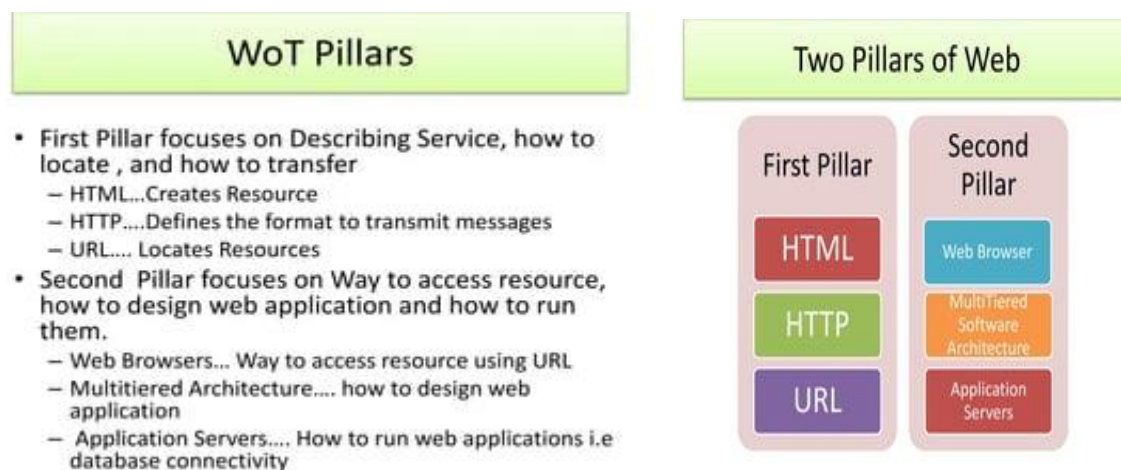 WoT Pillars
• First Pillar focuses on Describing Service, how to
locate , and how to transfer
– HTML...Creates Resource
– HTTP....Defines the format to transmit messages
– URL.... Locates Resources
• Second Pillar focuses on Way to access resource,
how to design web application and how to run
them.
– Web Browsers... Way to access resource using URL
– Multitiered Architecture.... how to design web
application
– Application Servers.... How to run web applications i.e
database connectivity
Two Pillars of Web
First Pillar
HTML
HTTP
URL
Second
Pillar
Web Browser
MultiTiered
Software
Architecture
Application
Servers